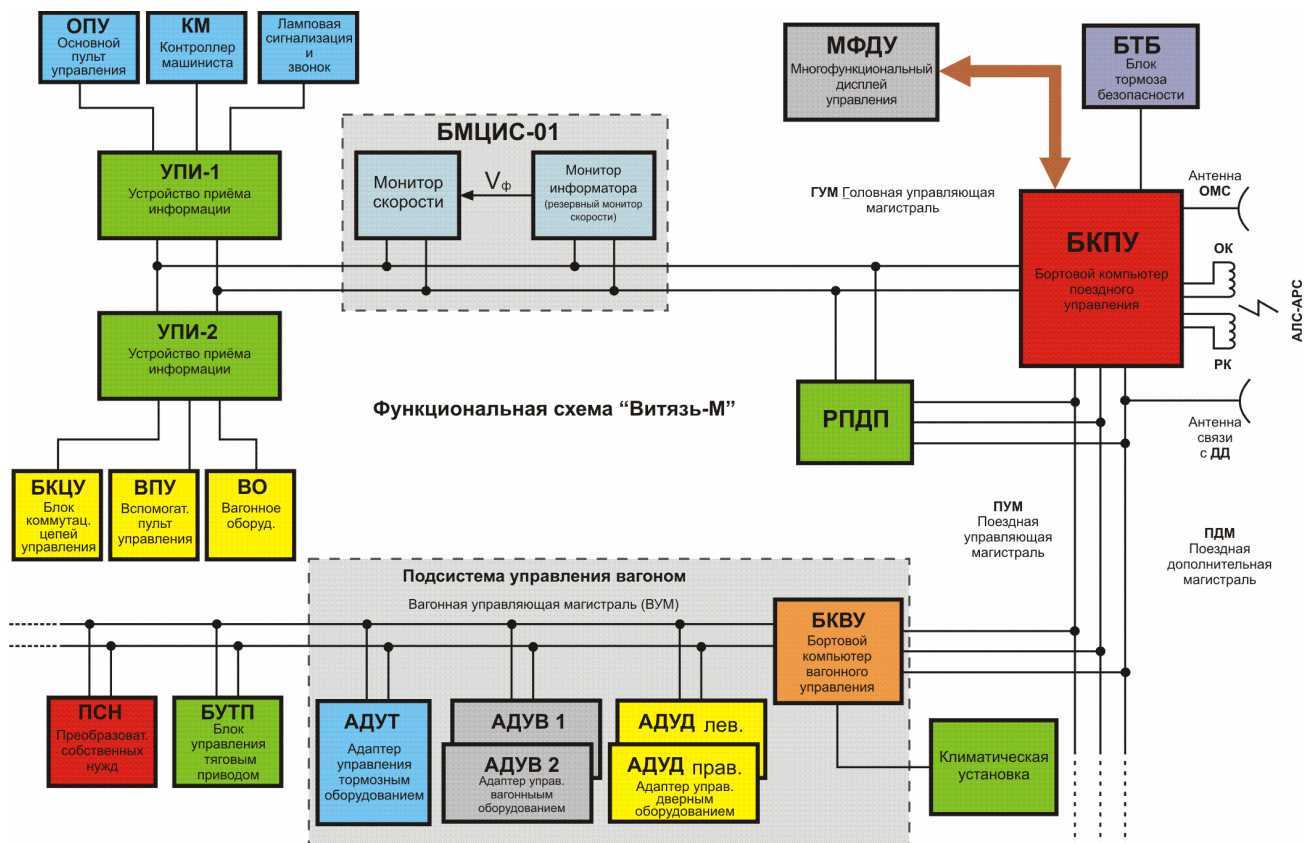 ОПУ
Основной
пульт
управления
КМ
Контроллер
машиниста
Ламповая
сигнализация
и
звонок
МФДУ
Многофункциональный
дисплей
управления
БТБ
Блок
тормоза
безопасности
УПИ-1
Устройство приёма
информации
БМЦИС-01
Монитор
скорости
Vф
Монитор
информатора
(резервный монитор
скорости)
ГУМ Головная управляющая
магистраль
БКПУ
Бортовой компьютер
поездного
управления
Антенна
ОМС
ОК
РК
АЛС-АРС
УПИ-2
Устройство приёма
информации
Функциональная схема “Витязь-М”
РПДП
Антенна
связи
с ДД
БКЦУ
Блок
коммутац.
цепей
управления
ВПУ
Вспомогат.
пульт
управления
ВО
Вагонное
оборуд.
ПУМ
Поездная
управляющая
магистраль
ПДМ
Поездная
дополнительная
магистраль
Подсистема управления вагоном
Вагонная управляющая магистраль (ВУМ)
БКВУ
Бортовой
компьютер
вагонного
управления
ПСН
Преобразоват.
собственных
нужд
БУТП
Блок
управления
тяговым
приводом
АДУТ
Адаптер
управления
тормозным
оборудованием
АДУВ 1
АДУВ 2
Адаптер управ.
вагонныым
оборудованием
АДУД лев.
АДУД прав.
Адаптер управ.
дверным
оборудованием
Климатическая
установка